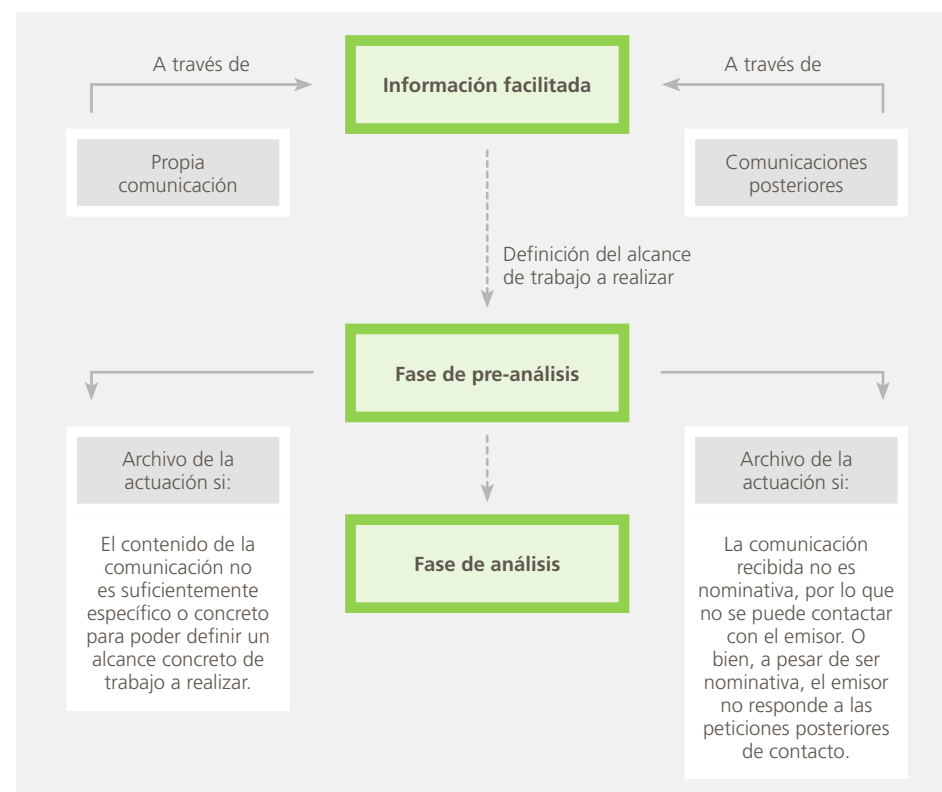 A través de
Información facilitada
A través de
Propia
comunicación
Comunicaciones
posteriores
Definición del alcance
de trabajo a realizar
Fase de pre-análisis
Archivo de la
actuación si:
El contenido de la
comunicación no
es suficientemente
específico o concreto
para poder definir un
alcance concreto de
trabajo a realizar.
Fase de análisis
Archivo de la
actuación si:
La comunicación
recibida no es
nominativa, por lo que
no se puede contactar
con el emisor. O
bien, a pesar de ser
nominativa, el emisor
no responde a las
peticiones posteriores
de contacto.